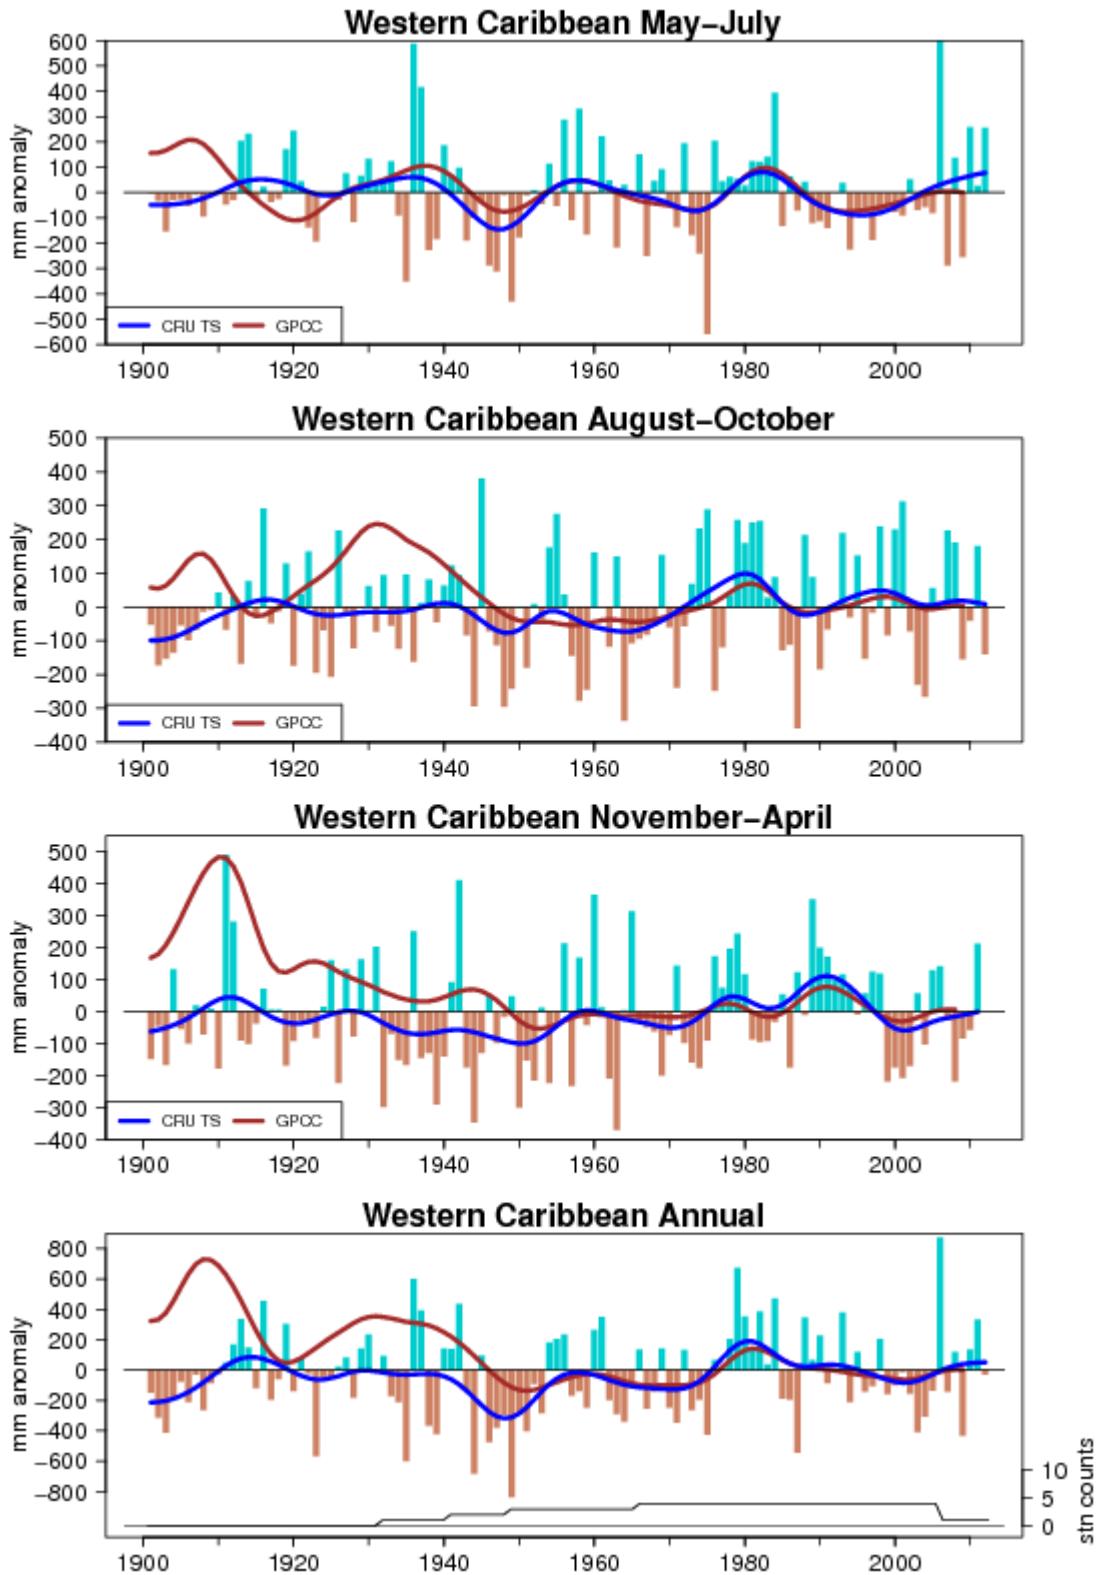 Western Caribbean May–July
600
500
400
300
200
100
0
−100
−200
−300
−400
−500
−600
mm anomaly
CRU TS GPCC
1900 1920 1940 1960 1980 2000
Western Caribbean August–October
500
400
300
200
100
0
−100
−200
−300
−400
mm anomaly
CRU TS GPCC
1900 1920 1940 1960 1980 2000
Western Caribbean November–April
500
400
300
200
100
0
−100
−200
−300
−400
mm anomaly
CRU TS GPCC
1900 1920 1940 1960 1980 2000
Western Caribbean Annual
800
600
400
200
0
−200
−400
−600
−800
mm anomaly
10
5
0
stn counts
1900 1920 1940 1960 1980 2000